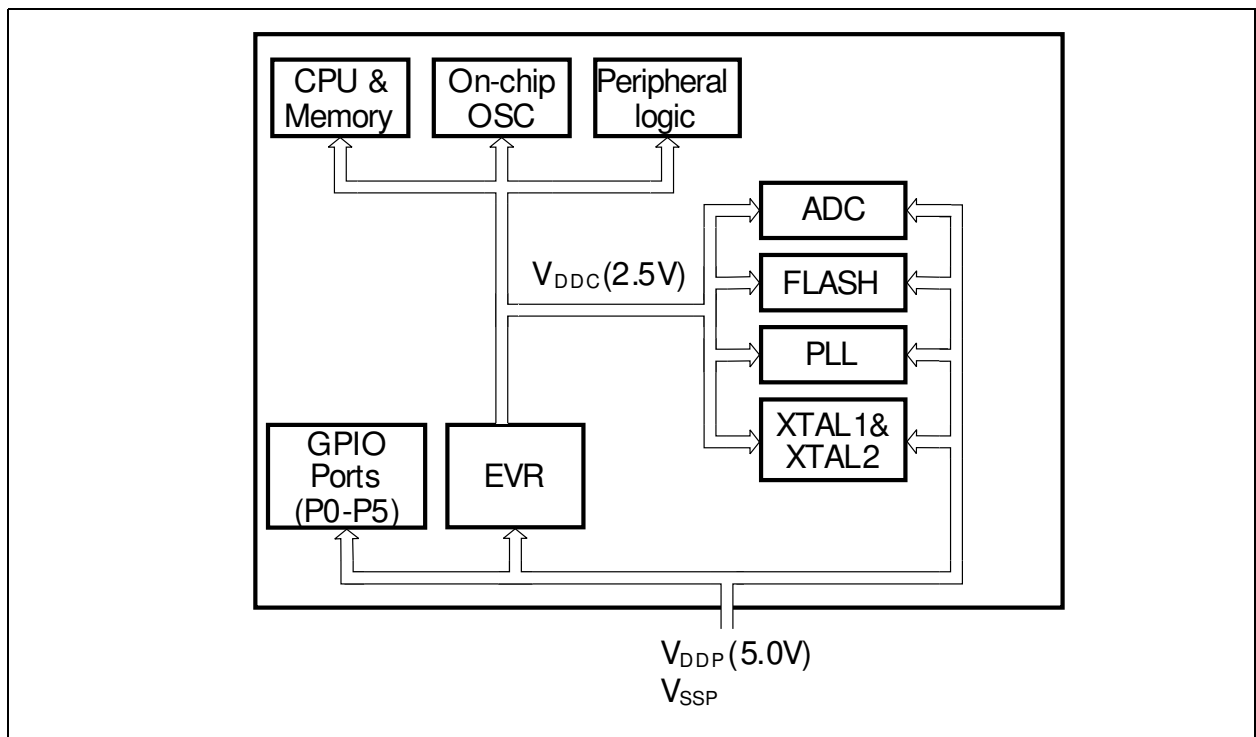 CPU &
Memory
On-chip
OSC
Peripheral
logic
ADC
VDDC(2.5V)
FLASH
PLL
XTAL1&
XTAL2
GPIO
Ports
(P0-P5)
EVR
VDDP(5.0V)
VSSP